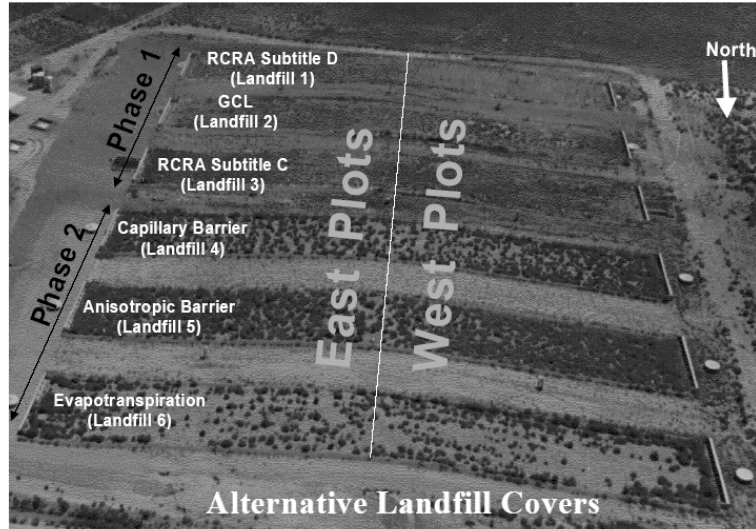 RCRA Subtitle D
(Landfill 1)
North
GCL
(Landfill 2)
Phase 1
RCRA Subtitle C
(Landfill 3)
East Plots
West Plots
Capillary Barrier
(Landfill 4)
Phase 2
Anisotropic Barrier
(Landfill 5)
Evapotranspiration
(Landfill 6)
Alternative Landfill Covers